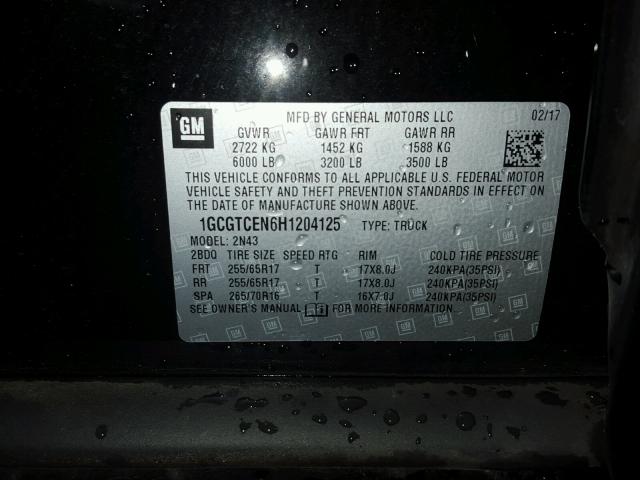 GM
MFD BY GENERAL MOTORS LLC 02/17
GVWR GAWR FRT GAWR RR
2722 KG 1452 KG 1588 KG
6000 LB 3200 LB 3500 LB
THIS VEHICLE CONFORMS TO ALL APPLICABLE U.S. FEDERAL MOTOR
VEHICLE SAFETY AND THEFT PREVENTION STANDARDS IN EFFECT ON
THE DATE OF MANUFACTURE SHOWN ABOVE.
1GCGTCEN6H1204125 TYPE: TRUCK
MODEL: 2N43
2BDQ TIRE SIZE SPEED RTG RIM COLD TIRE PRESSURE
FRT 255/65R17 T 17X8.0J 240KPA(35PSI)
RR 255/65R17 T 17X8.0J 240KPA(35PSI)
SPA 265/70R16 T 16X7.0J 240KPA(35PSI)
SEE OWNER'S MANUAL FOR MORE INFORMATION